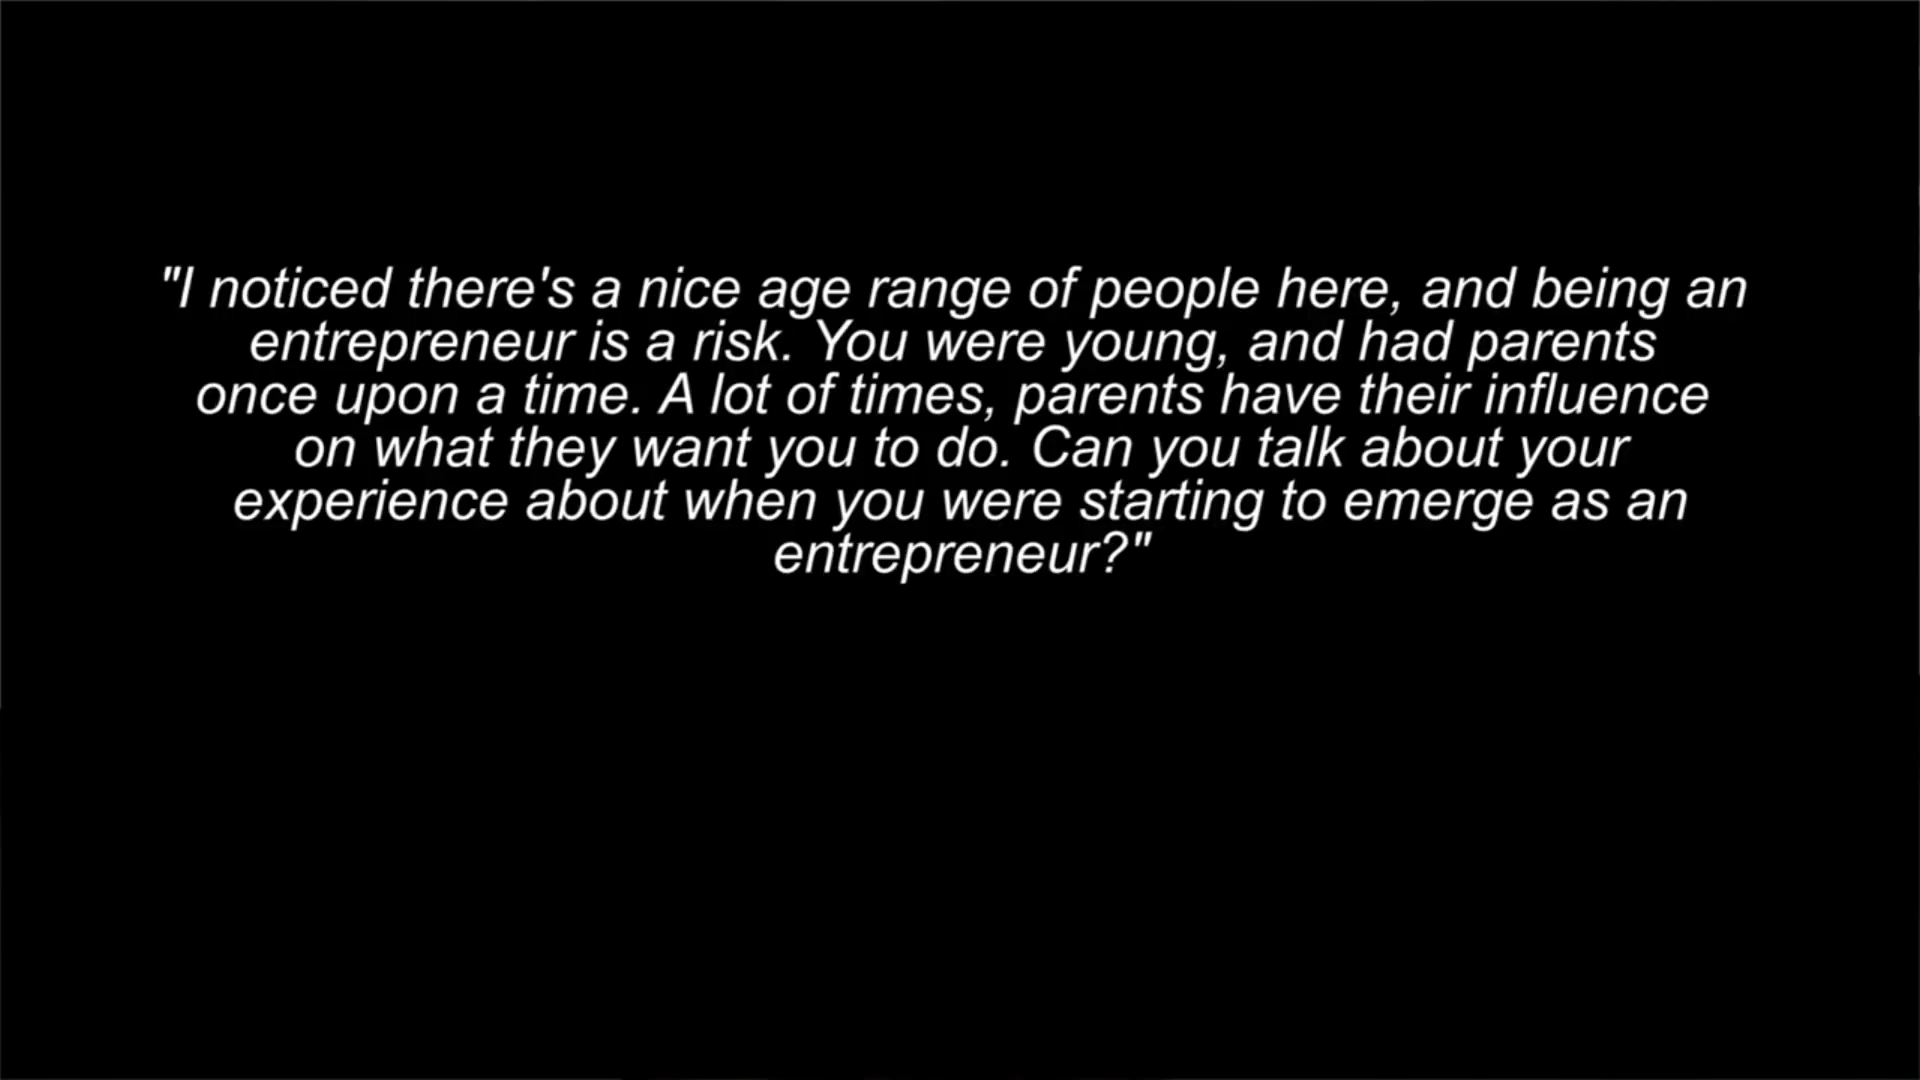 "I noticed there's a nice age range of people here, and being an
entrepreneur is a risk. You were young, and had parents
once upon a time. A lot of times, parents have their influence
on what they want you to do. Can you talk about your
experience about when you were starting to emerge as an
entrepreneur?"